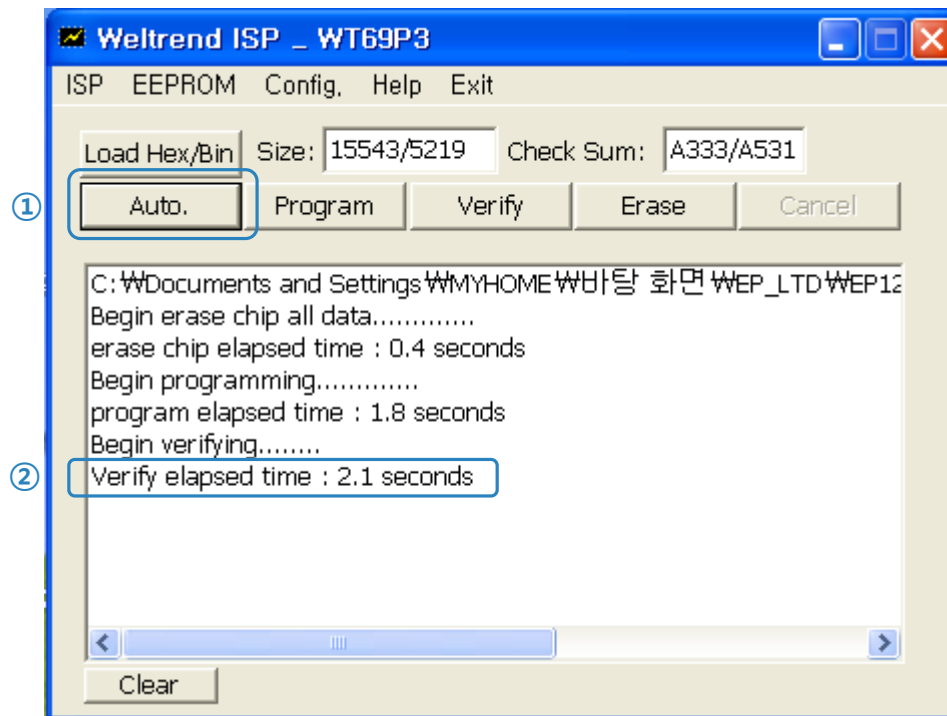 Weltrend ISP _ WT69P3
ISP EEPROM Config, Help Exit
Load Hex/Bin Size: 15543/5219 Check Sum: A333/A531
① Auto. Program Verify Erase Cancel
C:₩Documents and Settings₩MYHOME₩바탕 화면₩EP_LTD₩EP12
Begin erase chip all data.............
erase chip elapsed time : 0.4 seconds
Begin programming.............
program elapsed time : 1.8 seconds
Begin verifying........
② Verify elapsed time : 2.1 seconds
Clear